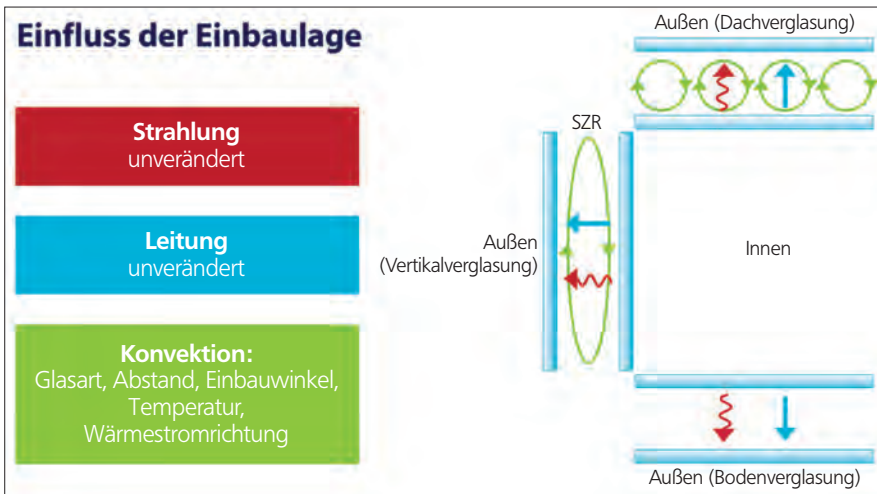 Einfluss der Einbaulage
Strahlung
unverändert
Leitung
unverändert
Konvektion:
Glasart, Abstand, Einbauwinkel,
Temperatur,
Wärmestromrichtung
Außen (Dachverglasung)
SZR
Außen
(Vertikalverglasung)
Innen
Außen (Bodenverglasung)